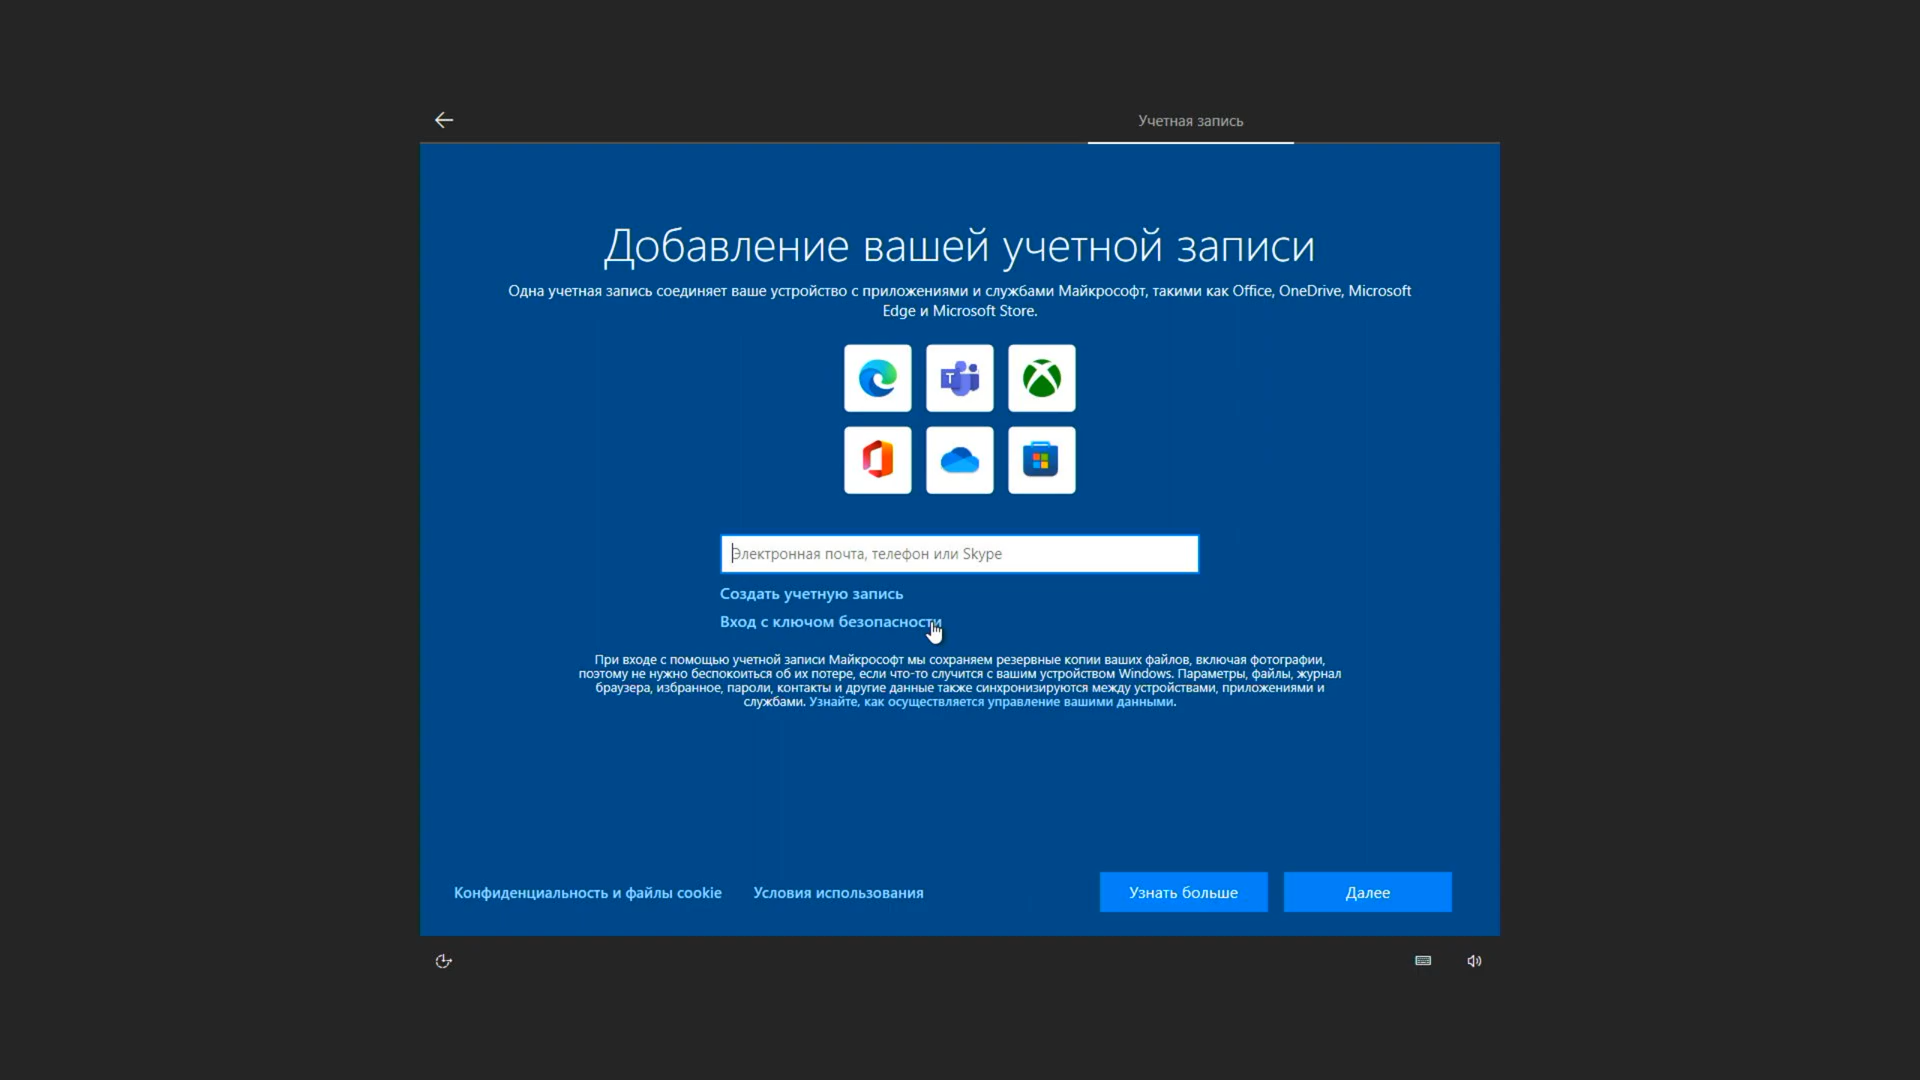 Учетная запись
Добавление вашей учетной записи
Одна учетная запись соединяет ваше устройство с приложениями и службами Майкрософт, такими как Office, OneDrive, Microsoft
Edge и Microsoft Store.
T
Электронная почта, телефон или Skype
Создать учетную запись
Вход с ключом безопасности
При входе с помощью учетной записи Майкрософт мы сохраняем резервные копии ваших файлов, включая фотографии,
поэтому не нужно беспокоиться об их потере, если что-то случится с вашим устройством Windows. Параметры, файлы, журнал
браузера, избранное, пароли, контакты и другие данные также синхронизируются между устройствами, приложениями и
службами. Узнайте, как осуществляется управление вашими данными.
Конфиденциальность и файлы cookie
Условия использования
Узнать больше
Далее